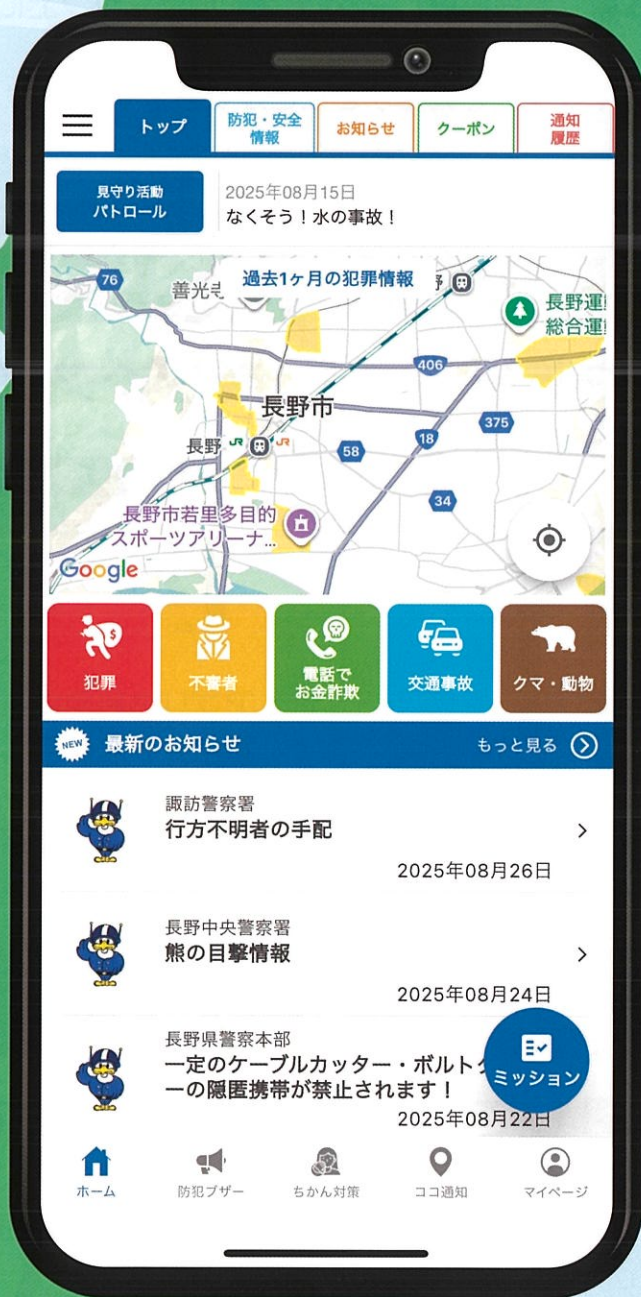 トップ
防犯・安全
情報
お知らせ
クーポン
通知
履歴
見守り活動
パトロール
2025年08月15日
なくそう!水の事故!
過去1ヶ月の犯罪情報
76
善光寺
野
長野運
総合運
406
長野市
375
長野
JR
JR
58
18
34
長野市若里多目的
スポーツアリーナ...
Google
犯罪
不審者
電話で
お金詐欺
交通事故
クマ・動物
NEW
最新のお知らせ
もっと見る
諏訪警察署
行方不明者の手配
2025年08月26日
長野中央警察署
熊の目撃情報
2025年08月24日
長野県警察本部
一定のケーブルカッター・ボルトク
ーの隠匿携帯が禁止されます!
2025年08月22日
ミッション
ホーム
防犯ブザー
ちかん対策
ココ通知
マイページ